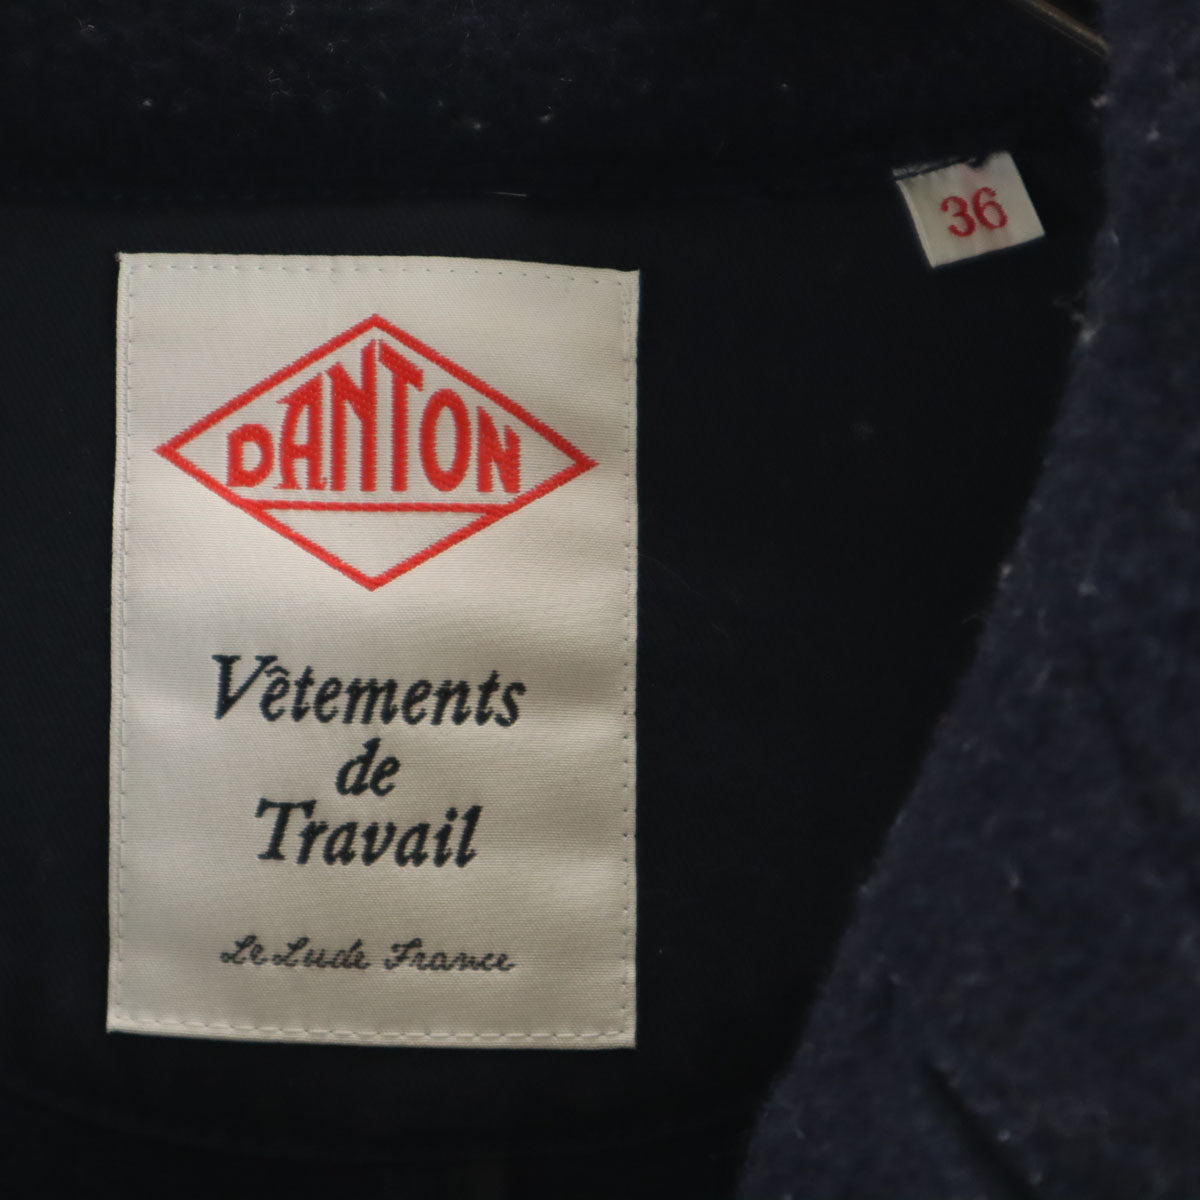 36
DANTON
Vêtements
de
Travail
Le Lude France